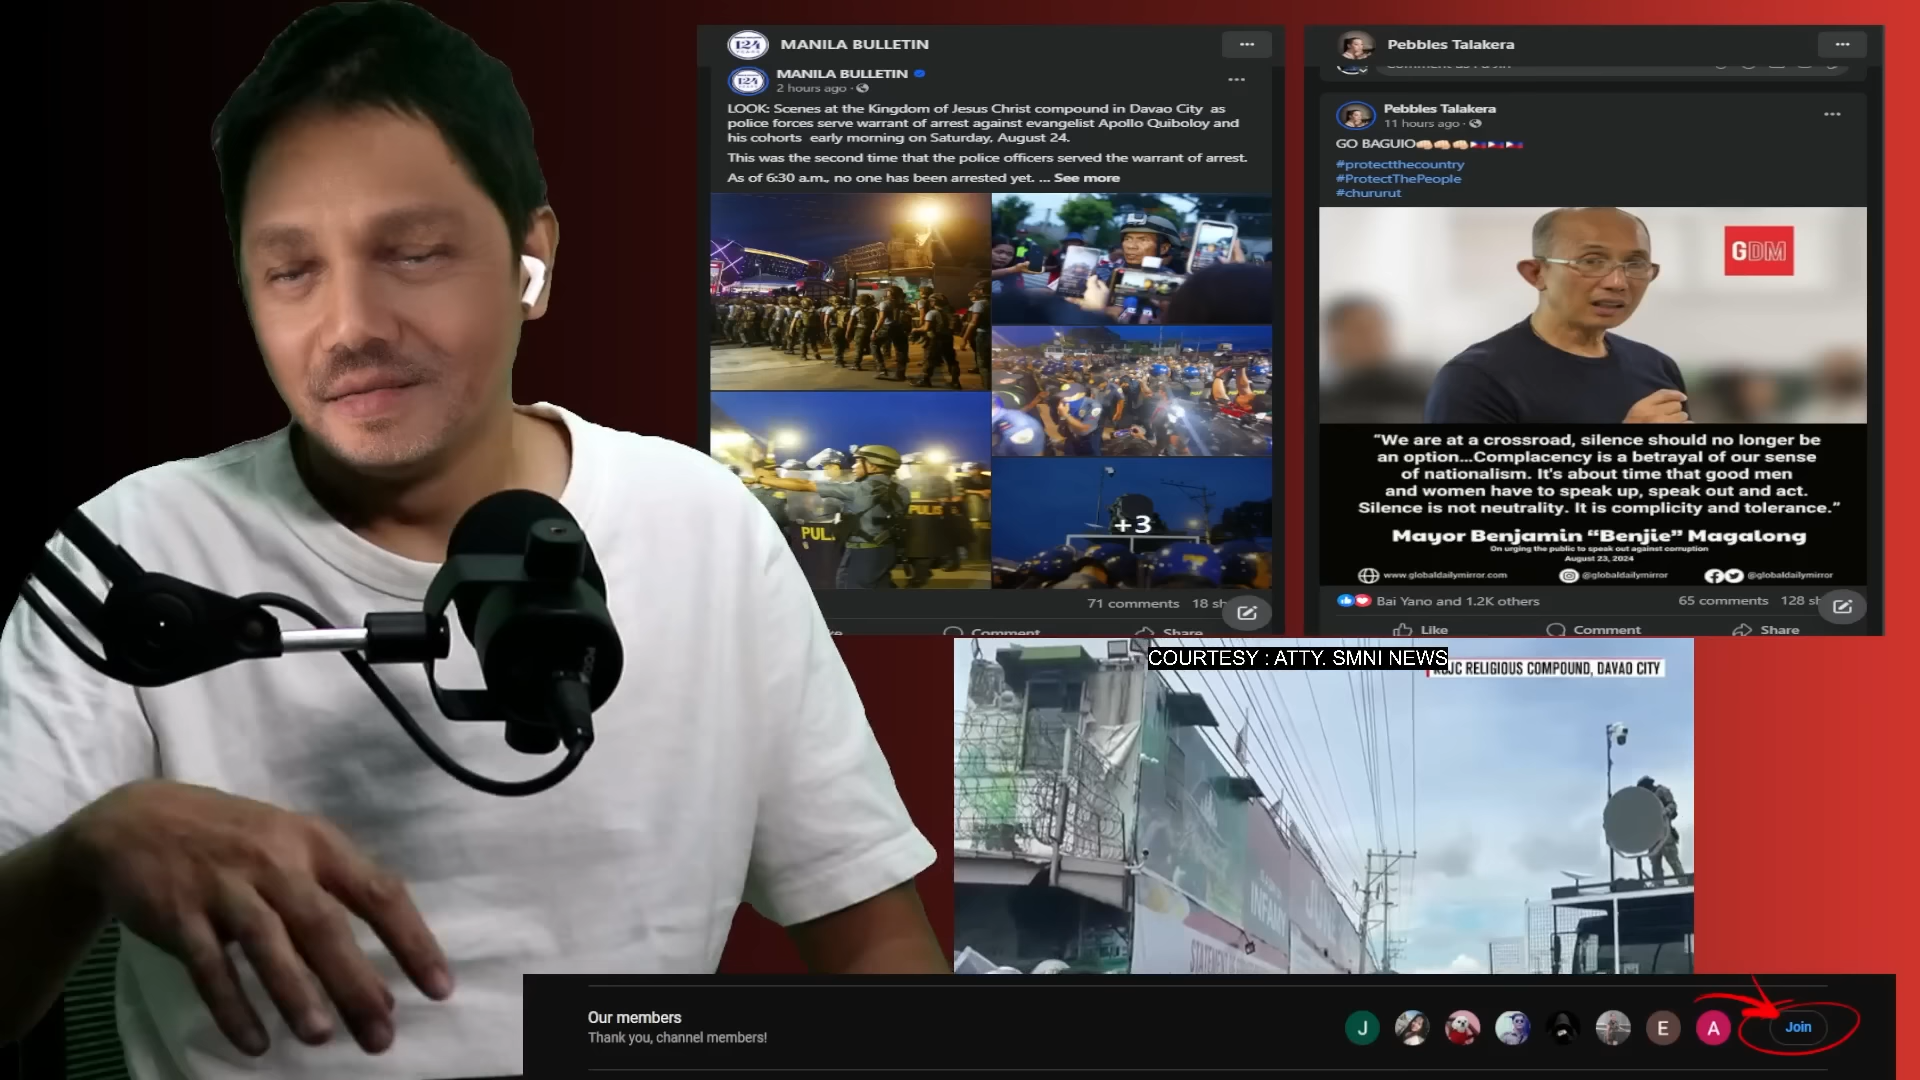 124
MANILA BULLETIN
MANILA BULLETIN
2 hours ago
LOOK: Scenes at the Kingdom of Jesus Christ compound in Davao City as
police forces serve warrant of arrest against evangelist Apollo Quiboloy and
his cohorts early morning on Saturday, August 24.
This was the second time that the police officers served the warrant of arrest.
As of 6:30 a.m., no one has been arrested yet. ... See more
PUL
PULIS
+3
71 comments 18 sh
Comment Share
Pebbles Talakera
Pebbles Talakera
11 hours ago
GO BAGUIO👊🏻👊🏻👊🏻🇵🇭🇵🇭🇵🇭
#protectthecountry
#ProtectThePeople
#chururut
GDM
“We are at a crossroad, silence should no longer be
an option...Complacency is a betrayal of our sense
of nationalism. It's about time that good men
and women have to speak up, speak out and act.
Silence is not neutrality. It is complicity and tolerance.”
Mayor Benjamin “Benjie” Magalong
On urging the public to speak out against corruption
August 23, 2024
www.globaldailymirror.com @globaldailymirror @globaldailymirror
Bai Yano and 1.2K others 65 comments 128 sh
Like Comment Share
COURTESY : ATTY. SMNI NEWS
RELIGIOUS COMPOUND, DAVAO CITY
Our members
Thank you, channel members!
J E A Join